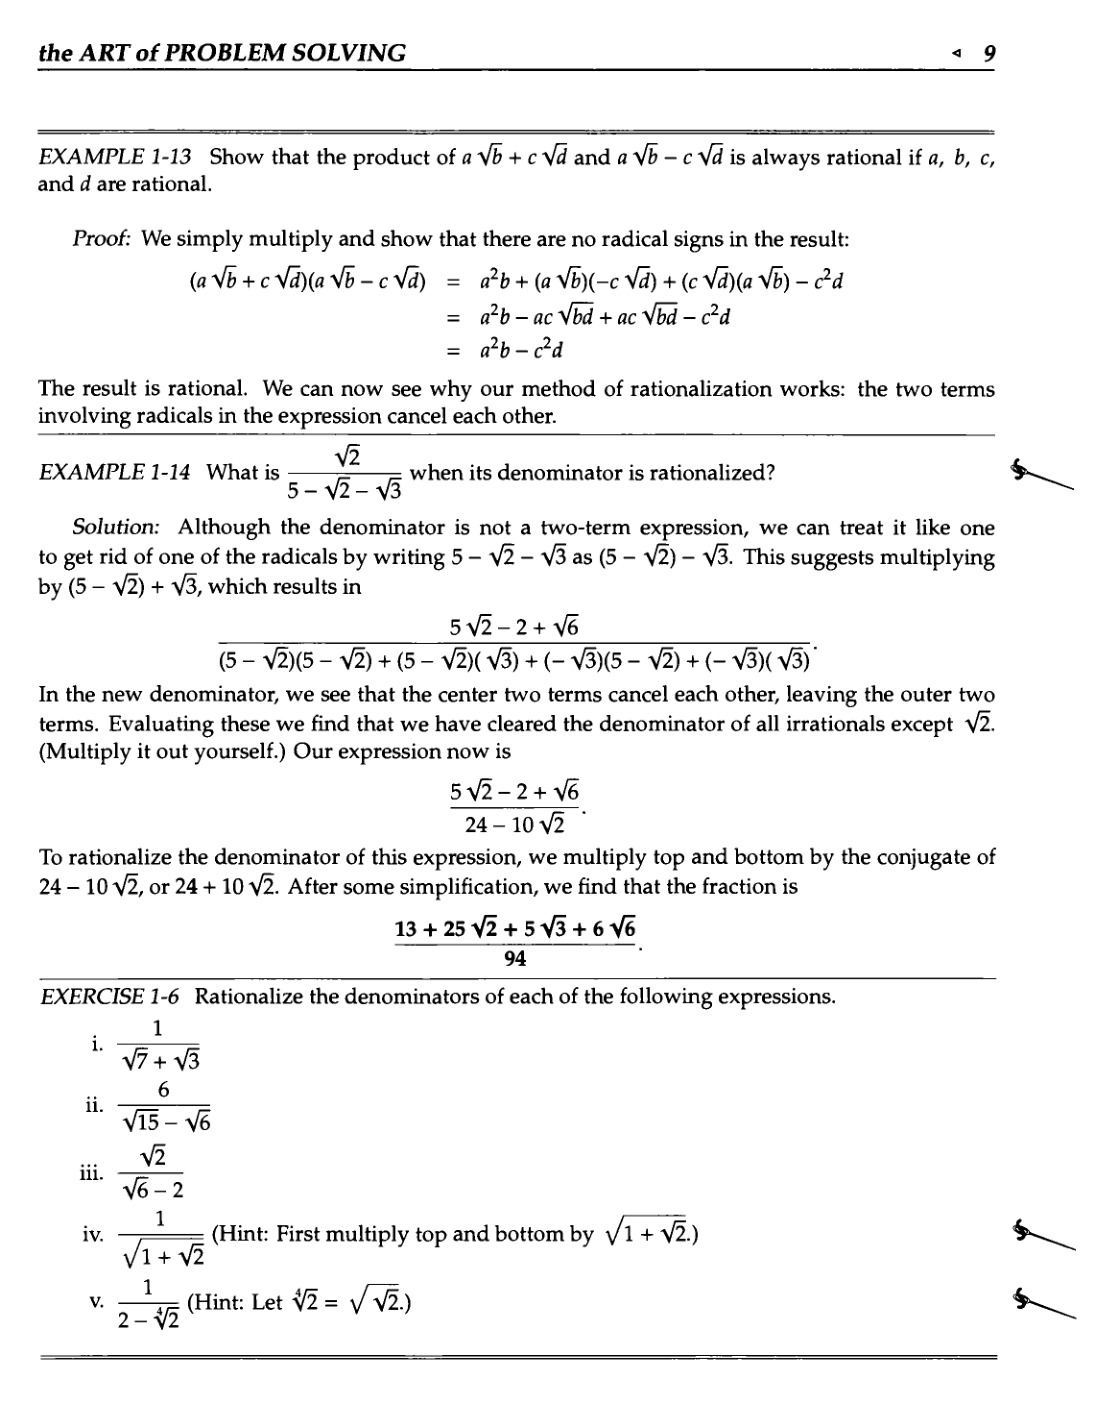 the ART of PROBLEM SOLVING ◃ 9
EXAMPLE 1-13 Show that the product of a √b + c √d and a √b − c √d is always rational if a, b, c,
and d are rational.
Proof: We simply multiply and show that there are no radical signs in the result:
(a √b + c √d)(a √b − c √d) = a²b + (a √b)(−c √d) + (c √d)(a √b) − c²d
= a²b − ac √bd + ac √bd − c²d
= a²b − c²d
The result is rational. We can now see why our method of rationalization works: the two terms
involving radicals in the expression cancel each other.
EXAMPLE 1-14 What is √2 / (5 − √2 − √3) when its denominator is rationalized?
Solution: Although the denominator is not a two-term expression, we can treat it like one
to get rid of one of the radicals by writing 5 − √2 − √3 as (5 − √2) − √3. This suggests multiplying
by (5 − √2) + √3, which results in
5 √2 − 2 + √6
(5 − √2)(5 − √2) + (5 − √2)( √3) + (− √3)(5 − √2) + (− √3)( √3).
In the new denominator, we see that the center two terms cancel each other, leaving the outer two
terms. Evaluating these we find that we have cleared the denominator of all irrationals except √2.
(Multiply it out yourself.) Our expression now is
5 √2 − 2 + √6
24 − 10 √2.
To rationalize the denominator of this expression, we multiply top and bottom by the conjugate of
24 − 10 √2, or 24 + 10 √2. After some simplification, we find that the fraction is
13 + 25 √2 + 5 √3 + 6 √6
94.
EXERCISE 1-6 Rationalize the denominators of each of the following expressions.
i. 1 / (√7 + √3)
ii. 6 / (√15 − √6)
iii. √2 / (√6 − 2)
iv. 1 / √(1 + √2) (Hint: First multiply top and bottom by √(1 + √2).)
v. 1 / (2 − ∜2) (Hint: Let ∜2 = √√2.)